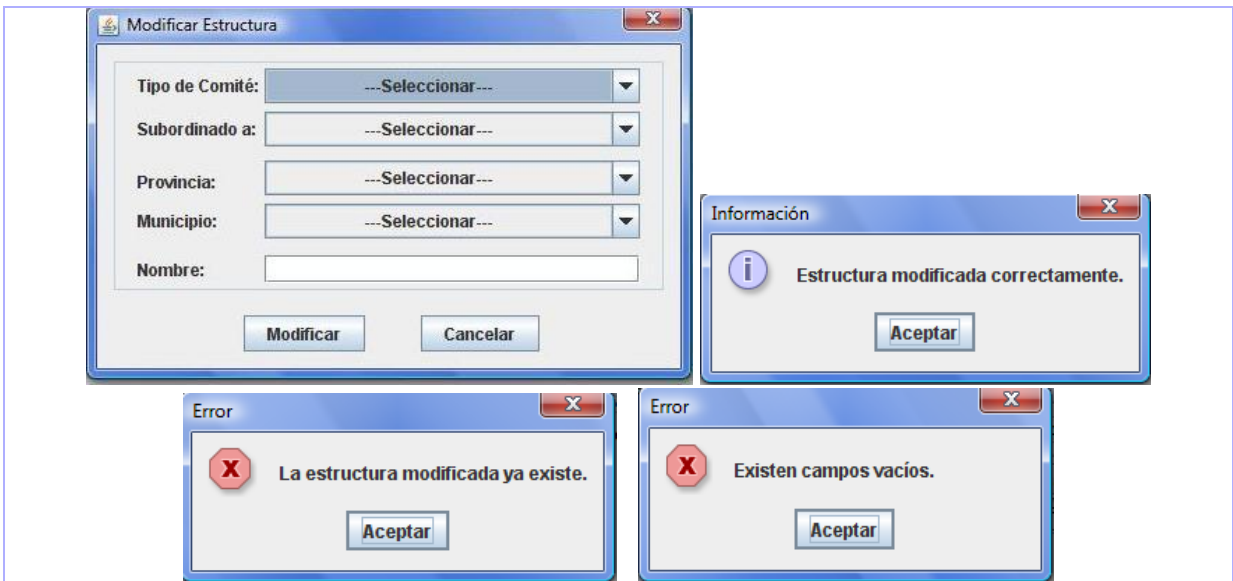 Modificar Estructura
Tipo de Comité: ---Seleccionar---
Subordinado a: ---Seleccionar---
Provincia: ---Seleccionar---
Municipio: ---Seleccionar---
Nombre:
Modificar Cancelar
Información
Estructura modificada correctamente.
Aceptar
Error
La estructura modificada ya existe.
Aceptar
Error
Existen campos vacíos.
Aceptar